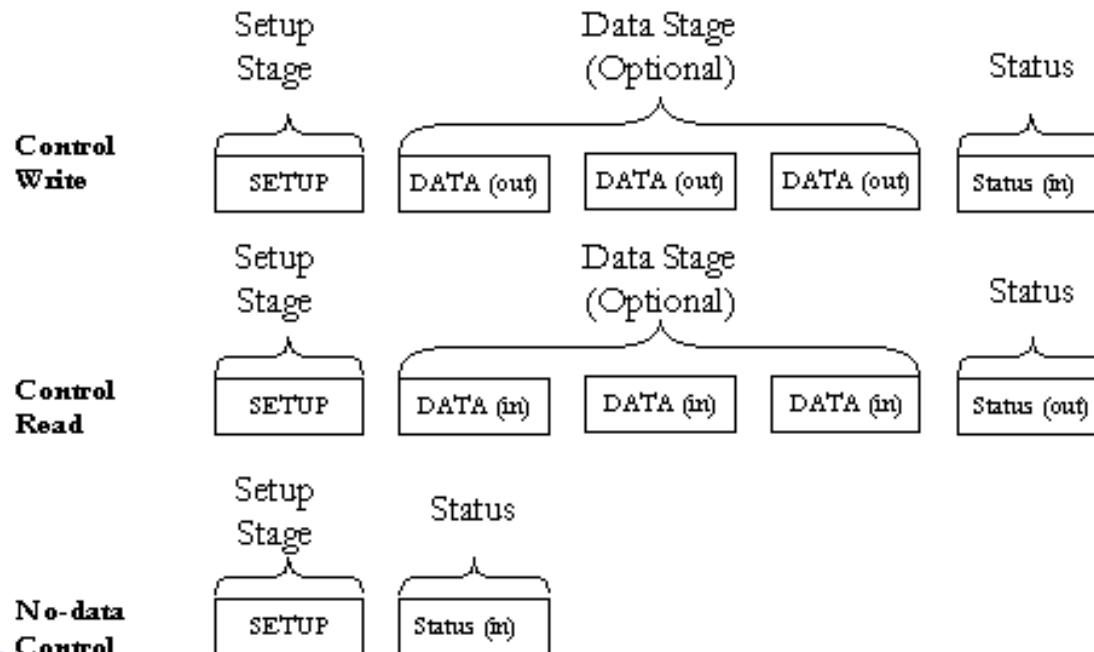 Setup
Stage
Data Stage
(Optional)
Status
Control
Write
SETUP
DATA (out)
DATA (out)
DATA (out)
Status (in)
Setup
Stage
Data Stage
(Optional)
Status
Control
Read
SETUP
DATA (in)
DATA (in)
DATA (in)
Status (out)
Setup
Stage
Status
No-data
Control
SETUP
Status (in)